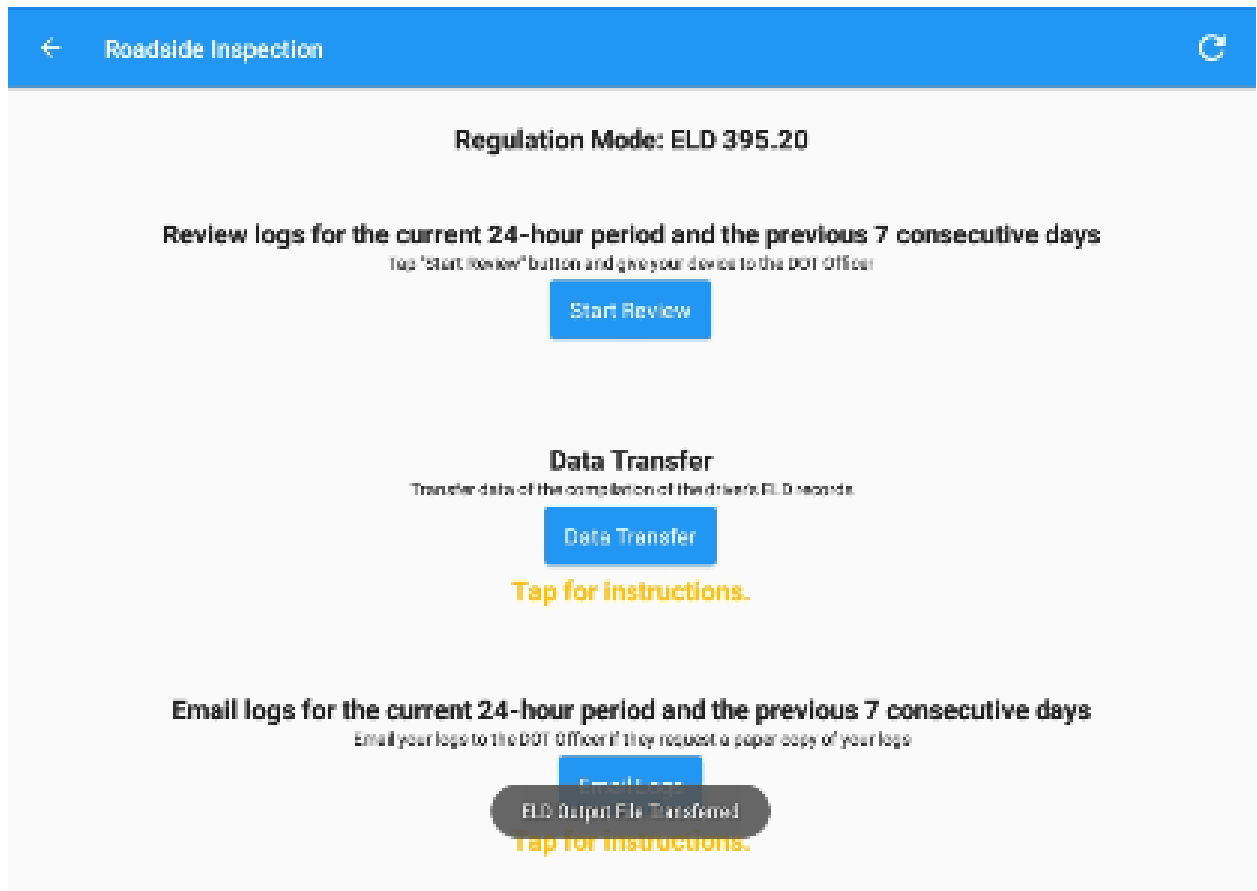 Roadside Inspection
Regulation Mode: ELD 395.20
Review logs for the current 24-hour period and the previous 7 consecutive days
Tap "Start Review" button and give your device to the DOT Officer
Start Review
Data Transfer
Transfer data of the compilation of the driver's ELD records
Data Transfer
Tap for instructions.
Email logs for the current 24-hour period and the previous 7 consecutive days
Email your logs to the DOT Officer if they request a paper copy of your logs
Email Logs
ELD Output File Transferred
Tap for instructions.